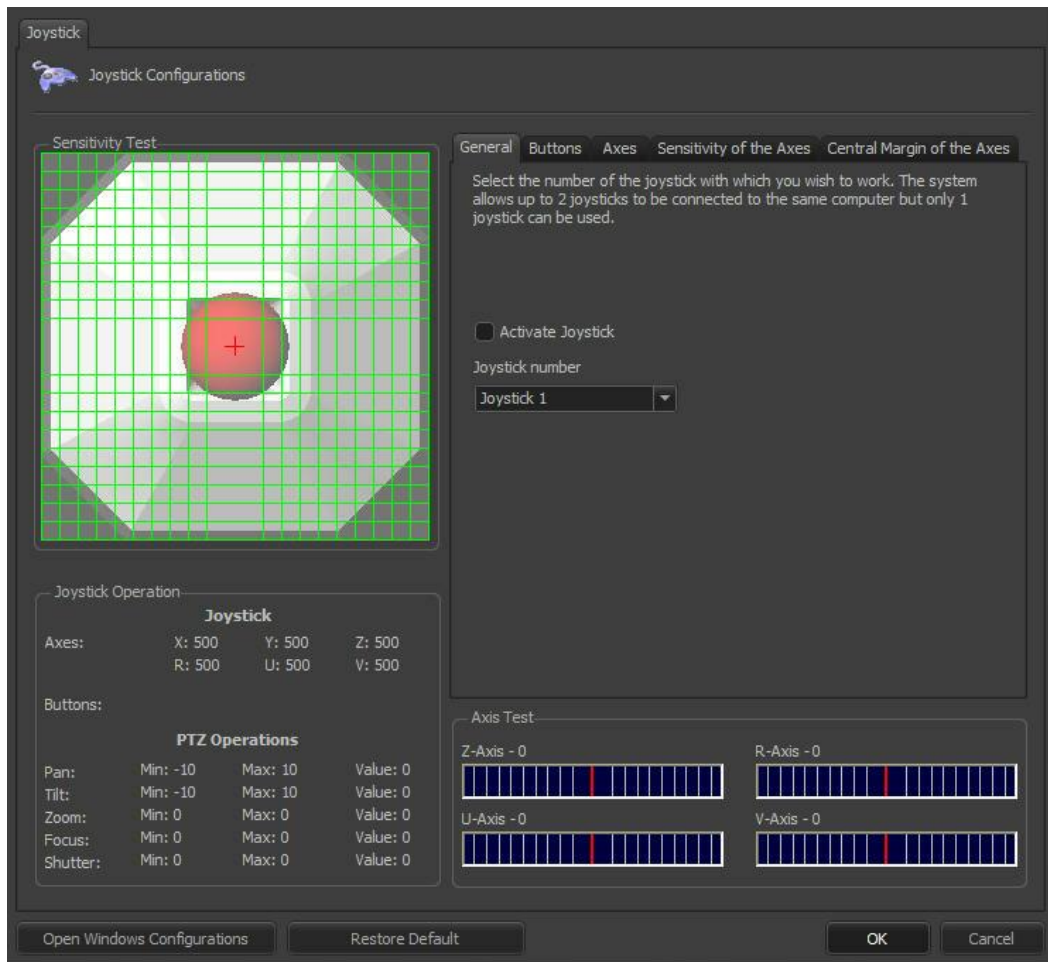 Joystick
Joystick Configurations
Sensitivity Test
General Buttons Axes Sensitivity of the Axes Central Margin of the Axes
Select the number of the joystick with which you wish to work. The system
allows up to 2 joysticks to be connected to the same computer but only 1
joystick can be used.
Activate Joystick
Joystick number
Joystick 1
Joystick Operation
Joystick
Axes: X: 500 Y: 500 Z: 500
R: 500 U: 500 V: 500
Buttons:
PTZ Operations
Pan: Min: -10 Max: 10 Value: 0
Tilt: Min: -10 Max: 10 Value: 0
Zoom: Min: 0 Max: 0 Value: 0
Focus: Min: 0 Max: 0 Value: 0
Shutter: Min: 0 Max: 0 Value: 0
Axis Test
Z-Axis - 0 R-Axis - 0
U-Axis - 0 V-Axis - 0
Open Windows Configurations Restore Default OK Cancel